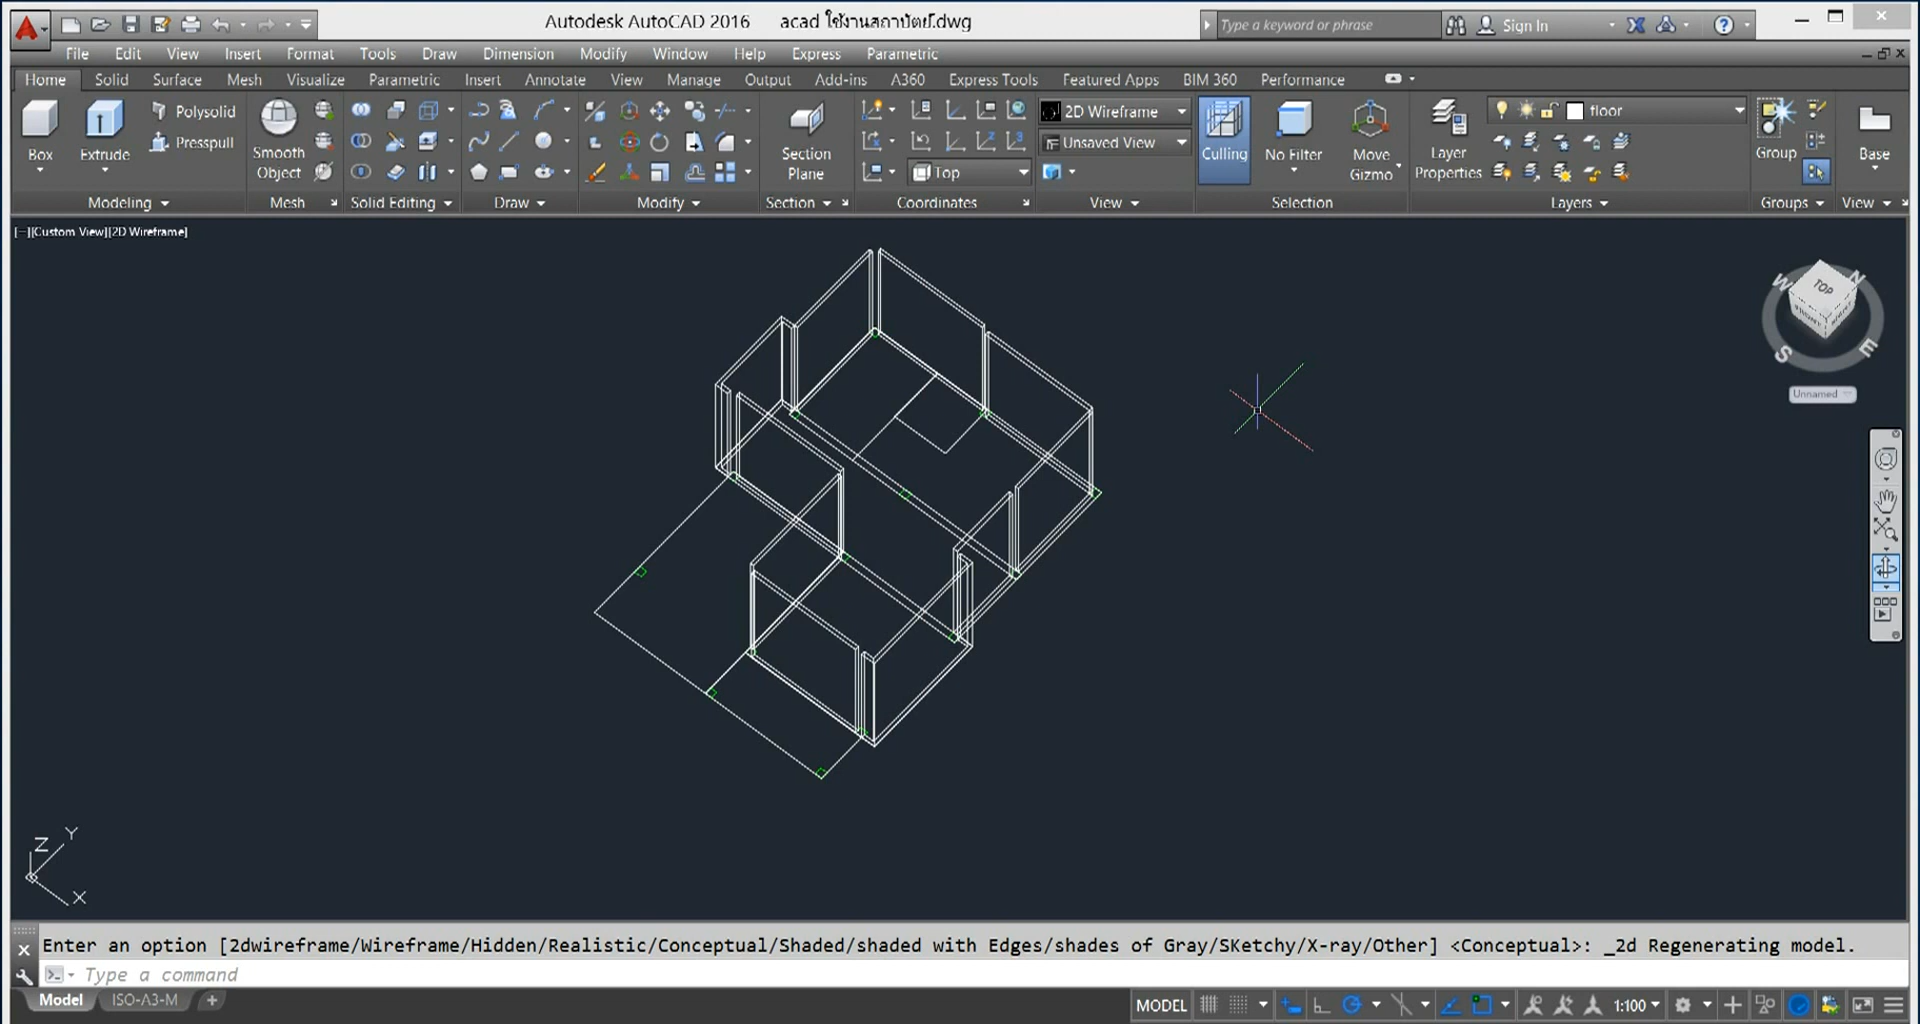 Autodesk AutoCAD 2016 acad ใช้งานสถาปัตย์.dwg
Type a keyword or phrase
Sign In
File Edit View Insert Format Tools Draw Dimension Modify Window Help Express Parametric
Home Solid Surface Mesh Visualize Parametric Insert Annotate View Manage Output Add-ins A360 Express Tools Featured Apps BIM 360 Performance
Box
Extrude
Polysolid
Presspull
Modeling
Smooth
Object
Mesh
Solid Editing
Draw
Modify
Section
Plane
Section
Top
Coordinates
2D Wireframe
Unsaved View
View
Culling
No Filter
Move
Gizmo
Selection
Layer
Properties
floor
Layers
Group
Groups
Base
View
[–][Custom View][2D Wireframe]
W N
TOP
S E
Unnamed
Z Y
X
Enter an option [2dwireframe/Wireframe/Hidden/Realistic/Conceptual/Shaded/shaded with Edges/shades of Gray/SKetchy/X-ray/Other] <Conceptual>: _2d Regenerating model.
Type a command
Model ISO-A3-M +
MODEL
1:100